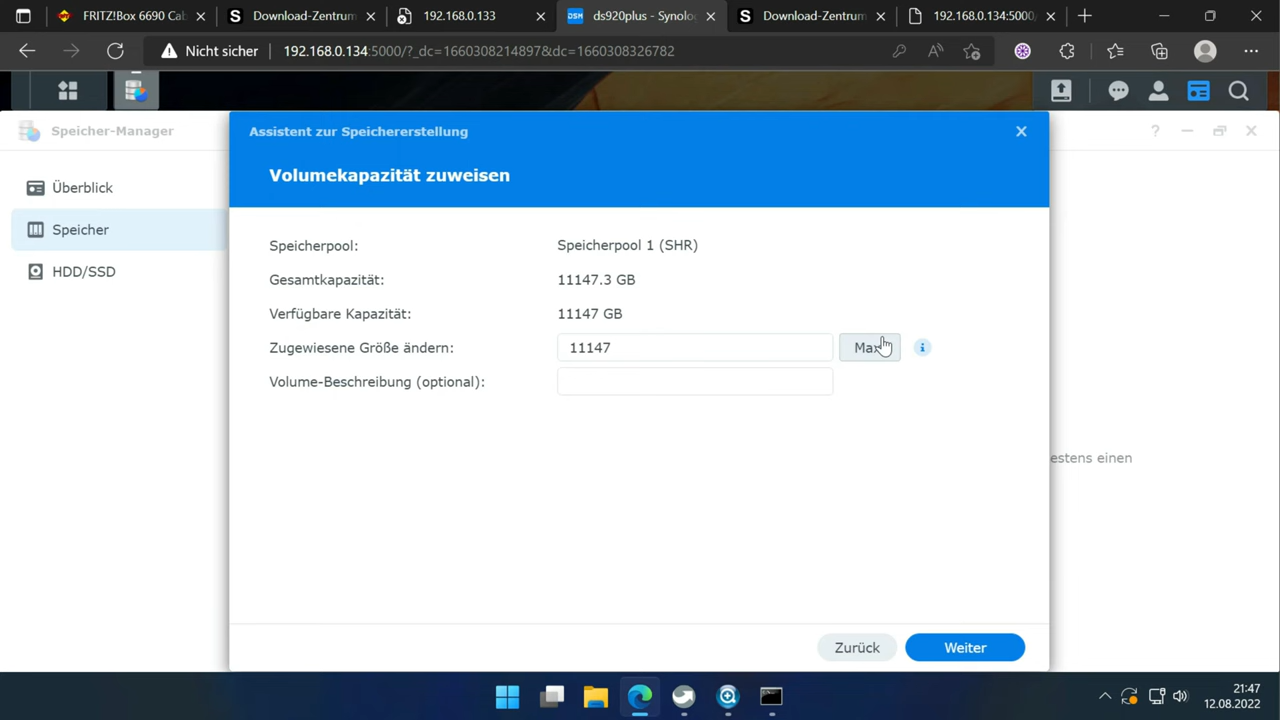 FRITZ!Box 6690 Cab
Download-Zentrum
192.168.0.133
ds920plus - Synolo
Download-Zentrum
192.168.0.134:5000/
Nicht sicher
192.168.0.134:5000/?_dc=1660308214897&dc=1660308326782
Speicher-Manager
Assistent zur Speichererstellung
Volumekapazität zuweisen
Überblick
Speicher
HDD/SSD
Speicherpool: Speicherpool 1 (SHR)
Gesamtkapazität: 11147.3 GB
Verfügbare Kapazität: 11147 GB
Zugewiesene Größe ändern: 11147 Max
Volume-Beschreibung (optional):
estens einen
Zurück Weiter
21:47
12.08.2022